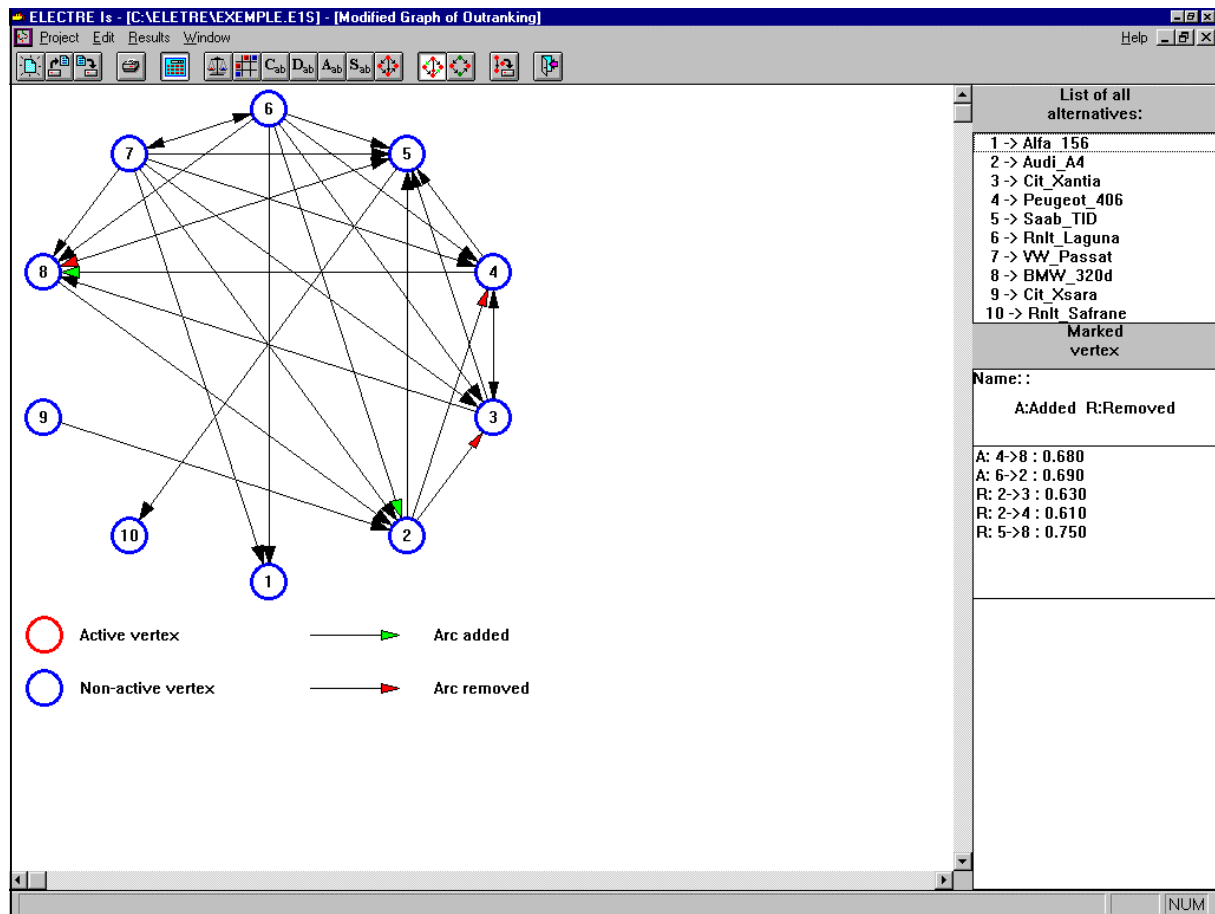 ELECTRE Is - [C:\ELETRE\EXEMPLE.E1S] - [Modified Graph of Outranking]
Project Edit Results Window Help
Cab Dab Aab Sab
6
7
5
8
4
9
3
10
2
1
Active vertex
Arc added
Non-active vertex
Arc removed
List of all
alternatives:
1 -> Alfa_156
2 -> Audi_A4
3 -> Cit_Xantia
4 -> Peugeot_406
5 -> Saab_TID
6 -> Rnlt_Laguna
7 -> VW_Passat
8 -> BMW_320d
9 -> Cit_Xsara
10 -> Rnlt_Safrane
Marked
vertex
Name: :
A:Added R:Removed
A: 4->8 : 0.680
A: 6->2 : 0.690
R: 2->3 : 0.630
R: 2->4 : 0.610
R: 5->8 : 0.750
NUM